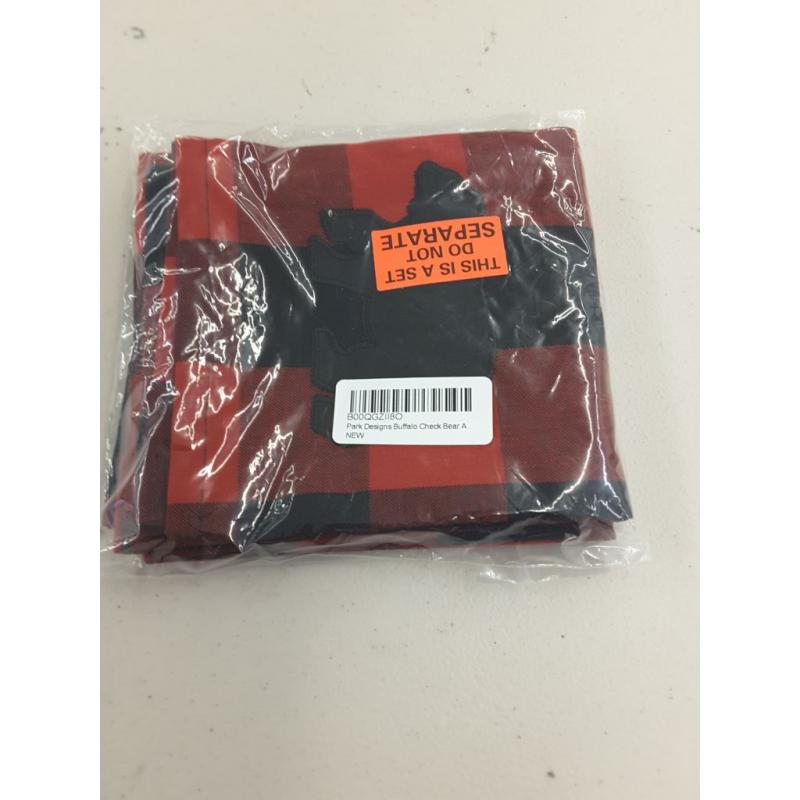 THIS IS A SET
DO NOT
SEPARATE
B00QGZII8O
Park Designs Buffalo Check Bear A
NEW